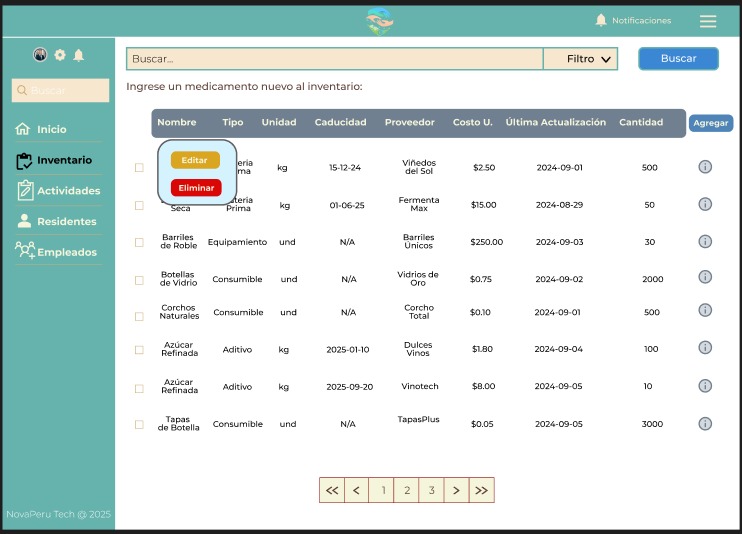 Notificaciones
Buscar
Inicio
Inventario
Actividades
Residentes
Empleados
NovaPeru Tech @ 2025
Buscar... Filtro Buscar
Ingrese un medicamento nuevo al inventario:
Nombre Tipo Unidad Caducidad Proveedor Costo U. Última Actualización Cantidad Agregar
Editar
Eliminar
eria
ma kg 15-12-24 Viñedos
del Sol $2.50 2024-09-01 500
Seca
Prima kg 01-06-25 Fermenta
Max $15.00 2024-08-29 50
Barriles
de Roble Equipamiento und N/A Barriles
Unicos $250.00 2024-09-03 30
Botellas
de Vidrio Consumible und N/A Vidrios de
Oro $0.75 2024-09-02 2000
Corchos
Naturales Consumible und N/A Corcho
Total $0.10 2024-09-01 500
Azúcar
Refinada Aditivo kg 2025-01-10 Dulces
Vinos $1.80 2024-09-04 100
Azúcar
Refinada Aditivo kg 2025-09-20 Vinotech $8.00 2024-09-05 10
Tapas
de Botella Consumible und N/A TapasPlus $0.05 2024-09-05 3000
<< < 1 2 3 > >>